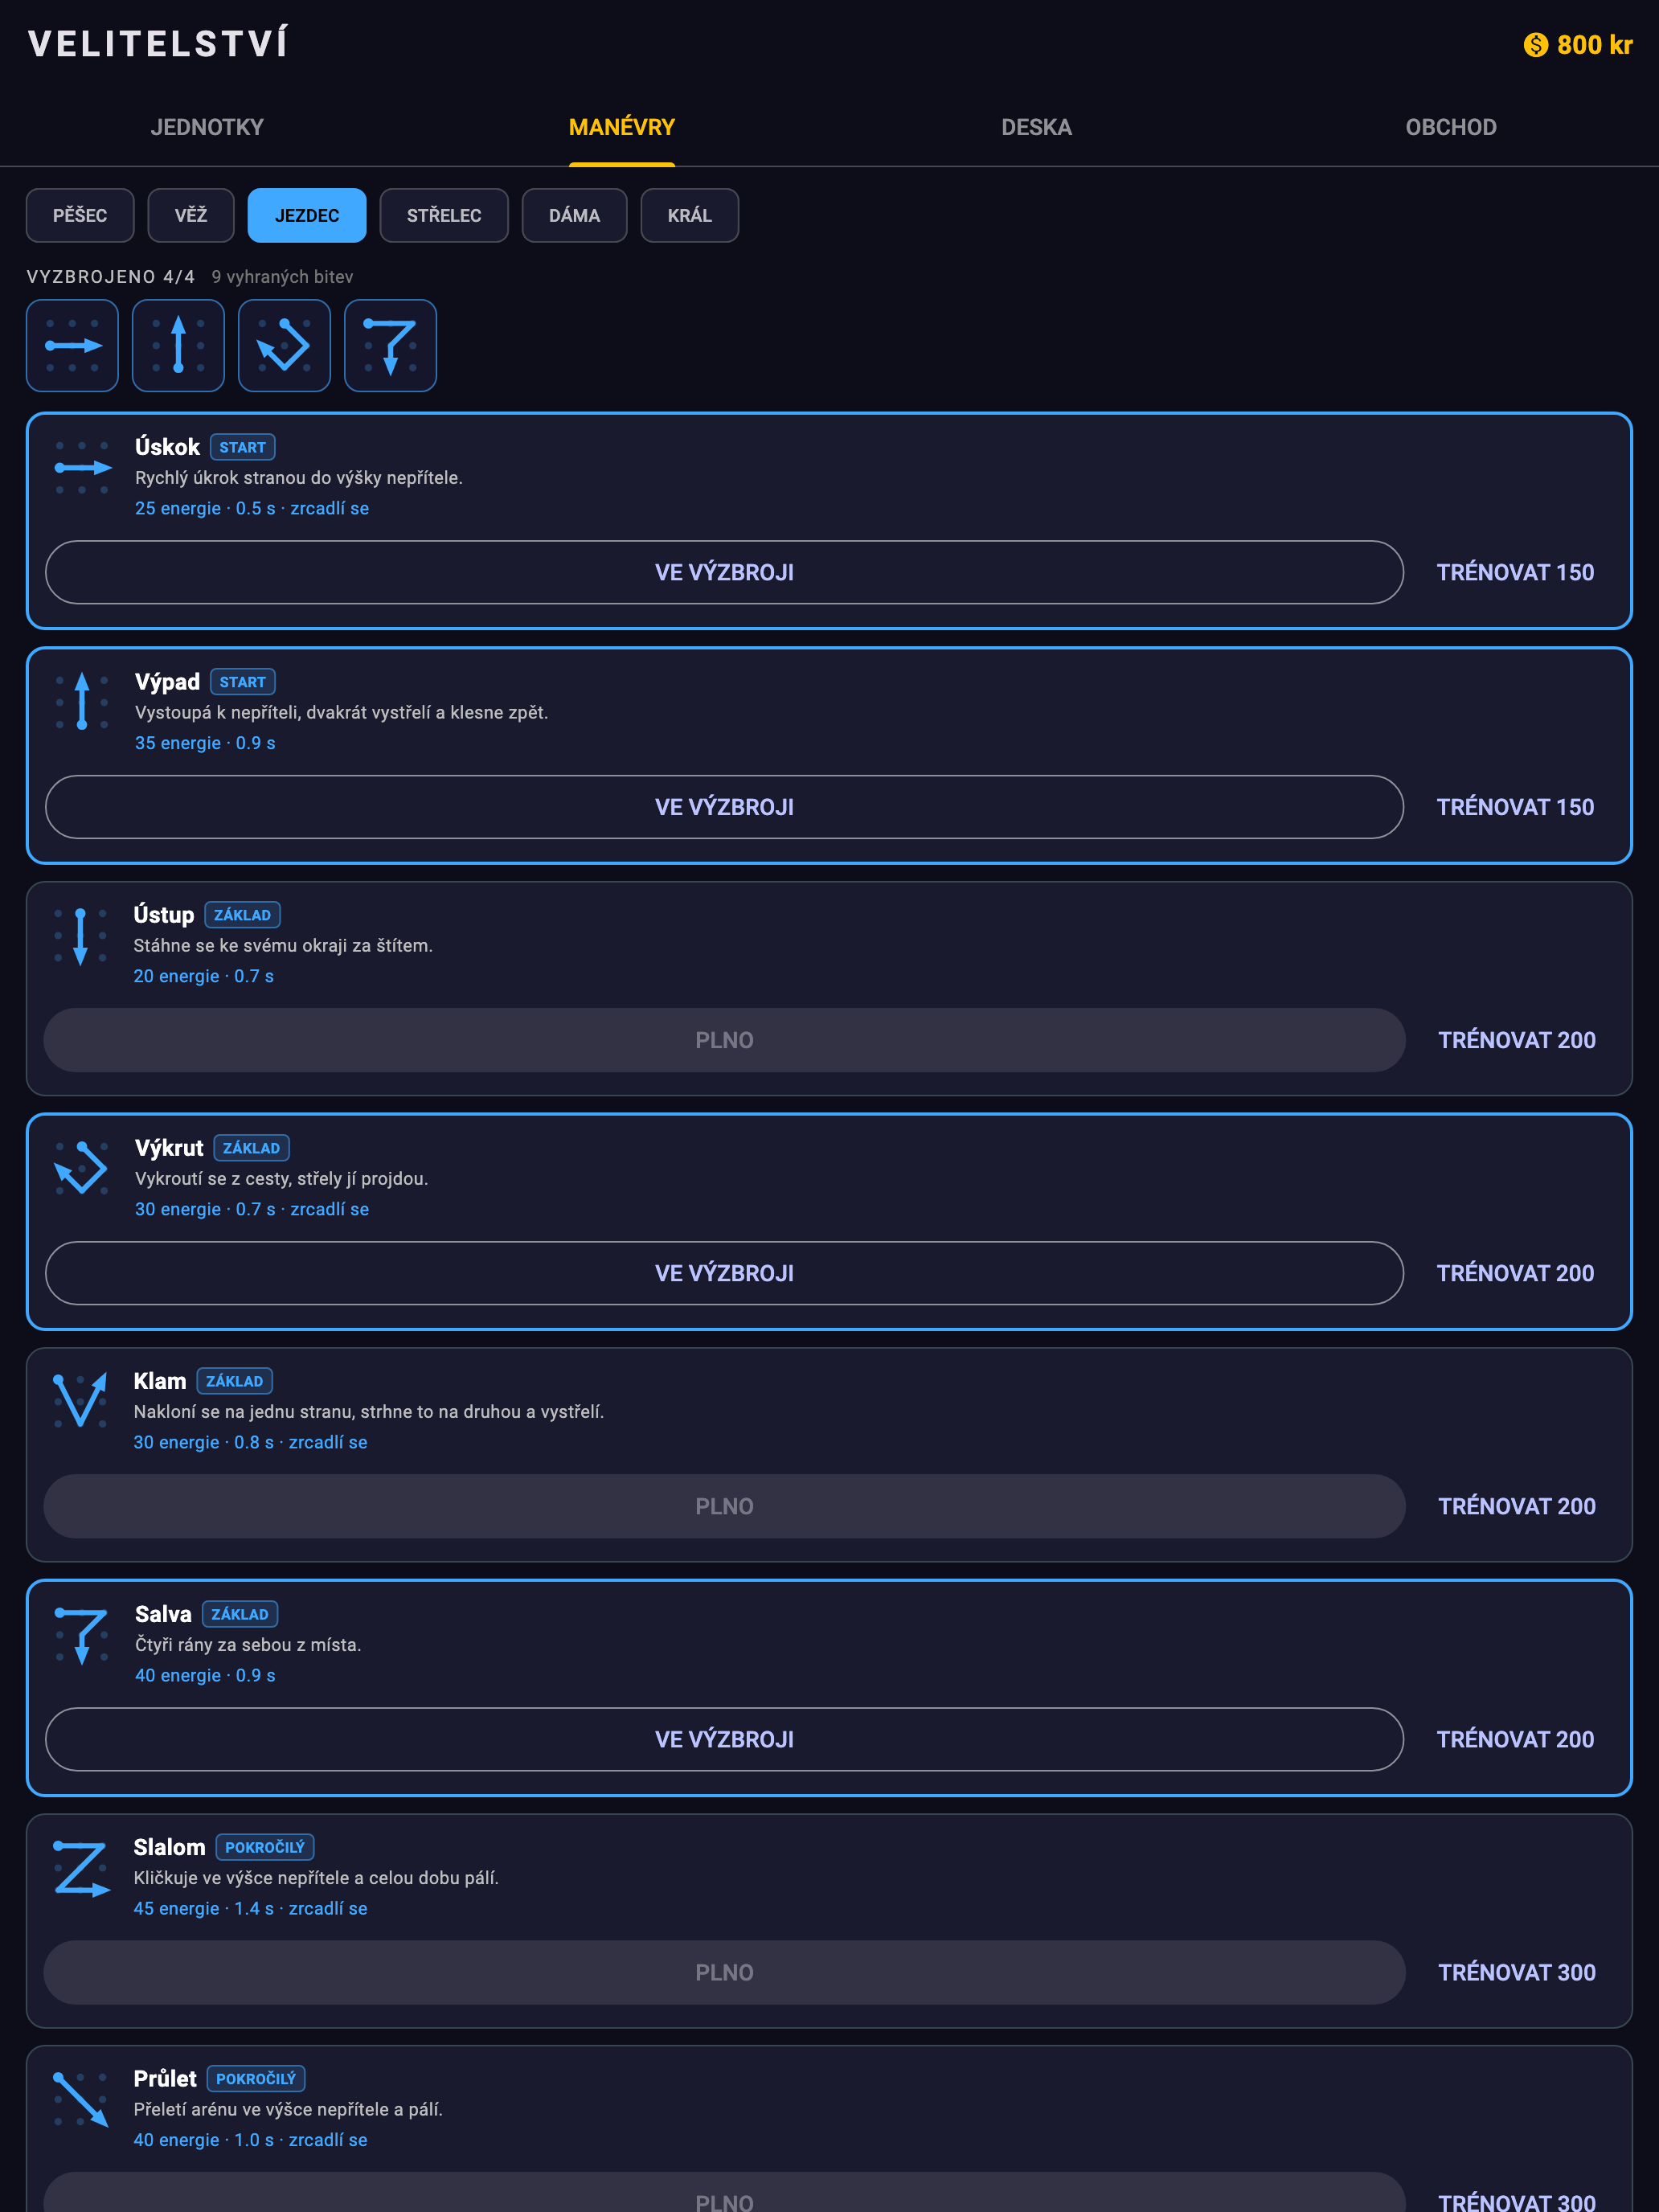 VELITELSTVÍ
800 kr
JEDNOTKY MANÉVRY DESKA OBCHOD
PĚŠEC VĚŽ JEZDEC STŘELEC DÁMA KRÁL
VYZBROJENO 4/4 9 vyhraných bitev
Úskok START
Rychlý úkrok stranou do výšky nepřítele.
25 energie · 0.5 s · zrcadlí se
VE VÝZBROJI TRÉNOVAT 150
Výpad START
Vystoupá k nepříteli, dvakrát vystřelí a klesne zpět.
35 energie · 0.9 s
VE VÝZBROJI TRÉNOVAT 150
Ústup ZÁKLAD
Stáhne se ke svému okraji za štítem.
20 energie · 0.7 s
PLNO TRÉNOVAT 200
Výkrut ZÁKLAD
Vykroutí se z cesty, střely jí projdou.
30 energie · 0.7 s · zrcadlí se
VE VÝZBROJI TRÉNOVAT 200
Klam ZÁKLAD
Nakloní se na jednu stranu, strhne to na druhou a vystřelí.
30 energie · 0.8 s · zrcadlí se
PLNO TRÉNOVAT 200
Salva ZÁKLAD
Čtyři rány za sebou z místa.
40 energie · 0.9 s
VE VÝZBROJI TRÉNOVAT 200
Slalom POKROČILÝ
Kličkuje ve výšce nepřítele a celou dobu pálí.
45 energie · 1.4 s · zrcadlí se
PLNO TRÉNOVAT 300
Průlet POKROČILÝ
Přeletí arénu ve výšce nepřítele a pálí.
40 energie · 1.0 s · zrcadlí se
PLNO TRÉNOVAT 300